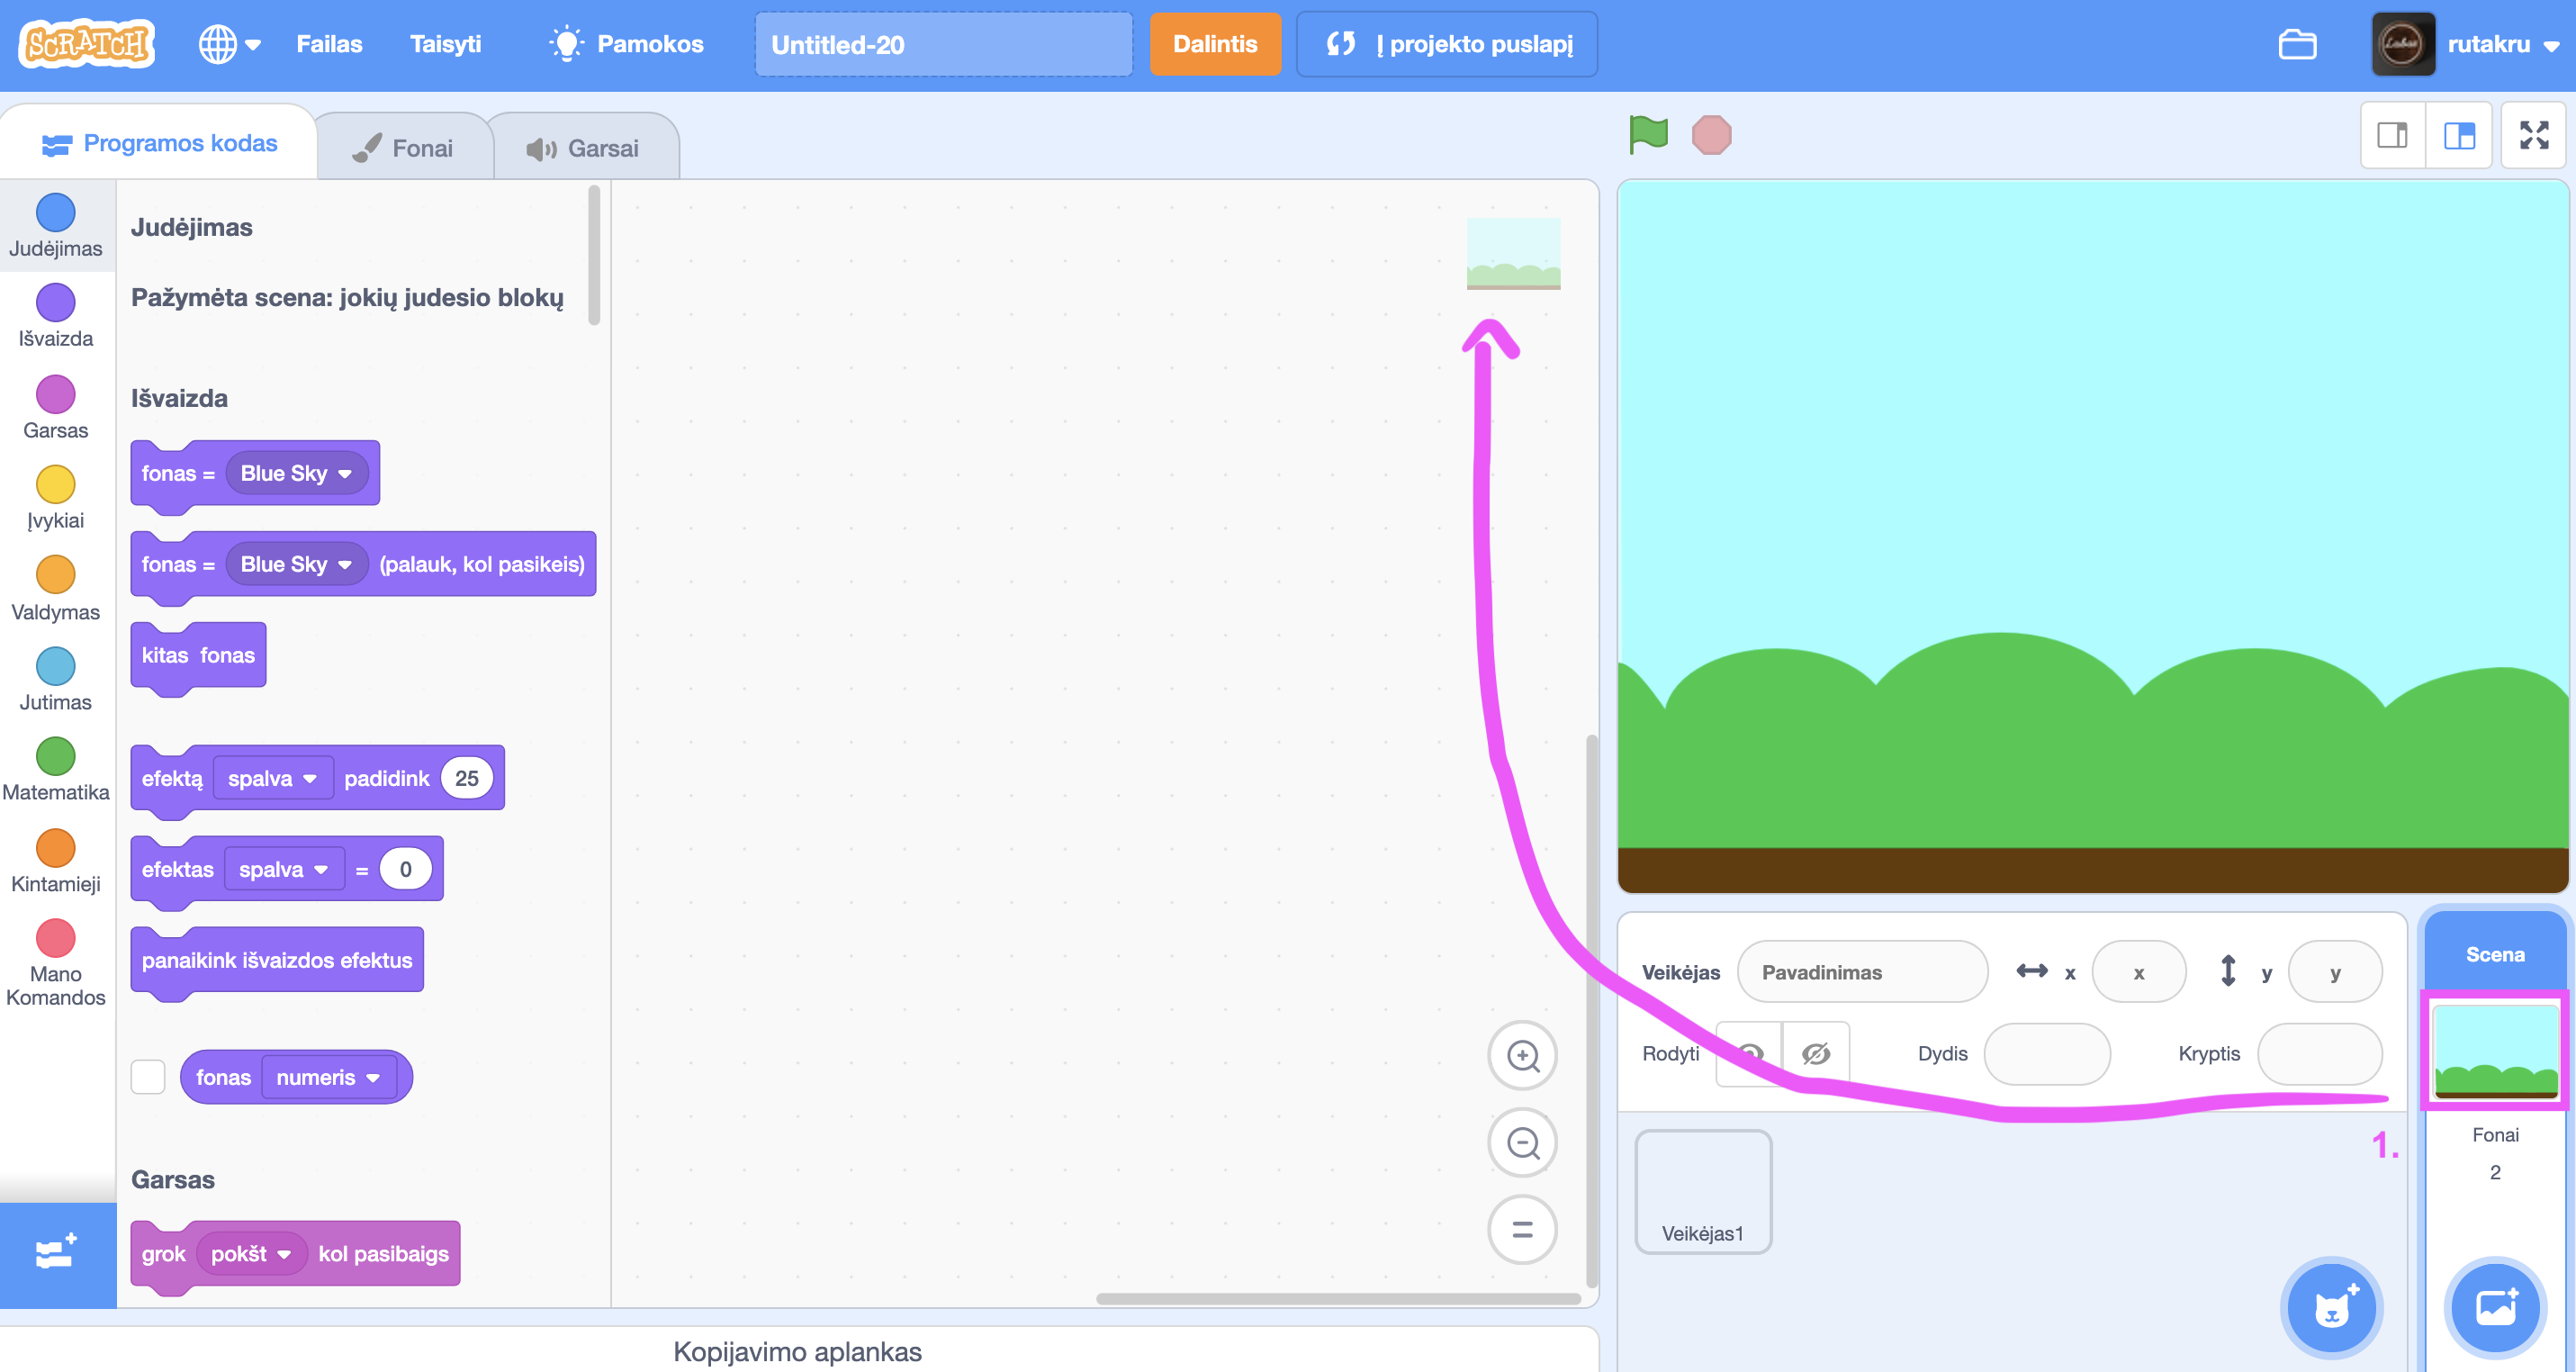 SCRATCH
Failas
Taisyti
Pamokos
Untitled-20
Dalintis
Į projekto puslapį
rutakru
Programos kodas
Fonai
Garsai
Judėjimas
Išvaizda
Garsas
Įvykiai
Valdymas
Jutimas
Matematika
Kintamieji
Mano
Komandos
Judėjimas
Pažymėta scena: jokių judesio blokų
Išvaizda
fonas = Blue Sky
fonas = Blue Sky (palauk, kol pasikeis)
kitas fonas
efektą spalva padidink 25
efektas spalva = 0
panaikink išvaizdos efektus
fonas numeris
Garsas
grok pokšt kol pasibaigs
Kopijavimo aplankas
Veikėjas Pavadinimas x x y y
Rodyti Dydis Kryptis
Veikėjas1
1.
Scena
Fonai
2